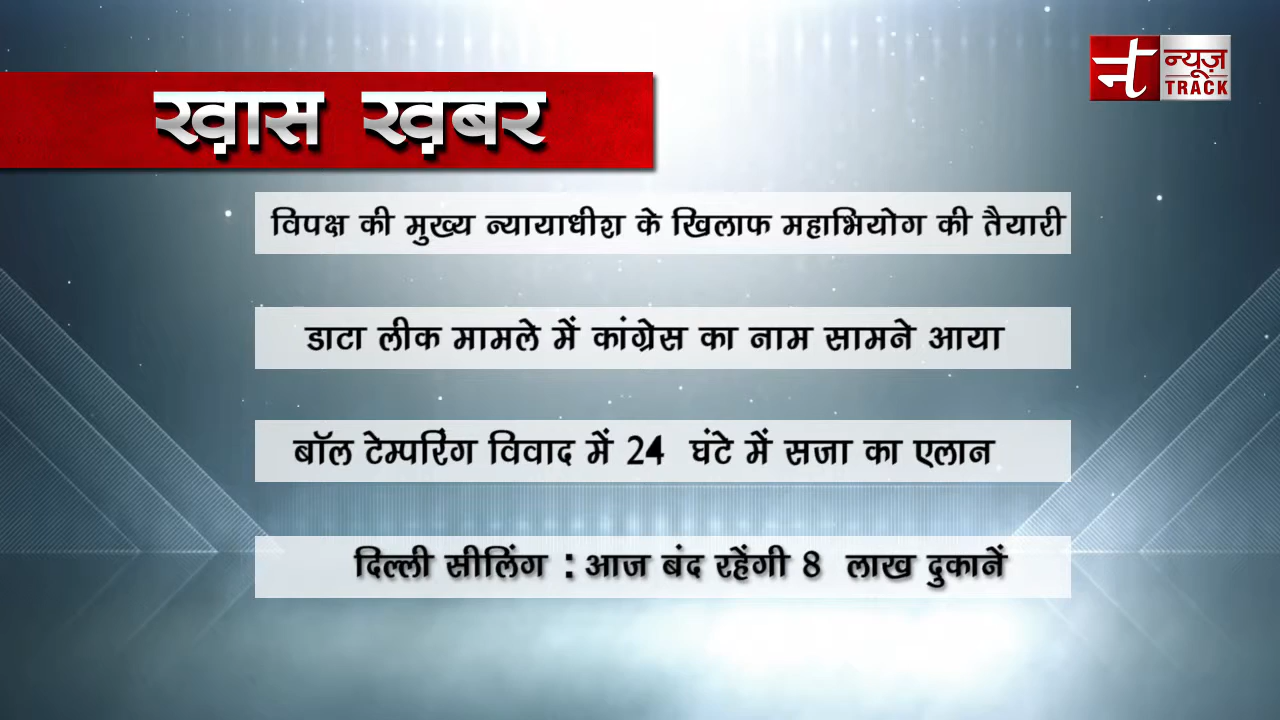 न्यूज़
TRACK
ख़ास ख़बर
विपक्ष की मुख्य न्यायाधीश के खिलाफ महाभियोग की तैयारी
डाटा लीक मामले में कांग्रेस का नाम सामने आया
बॉल टेम्परिंग विवाद में 24 घंटे में सजा का एलान
दिल्ली सीलिंग : आज बंद रहेंगी 8 लाख दुकानें